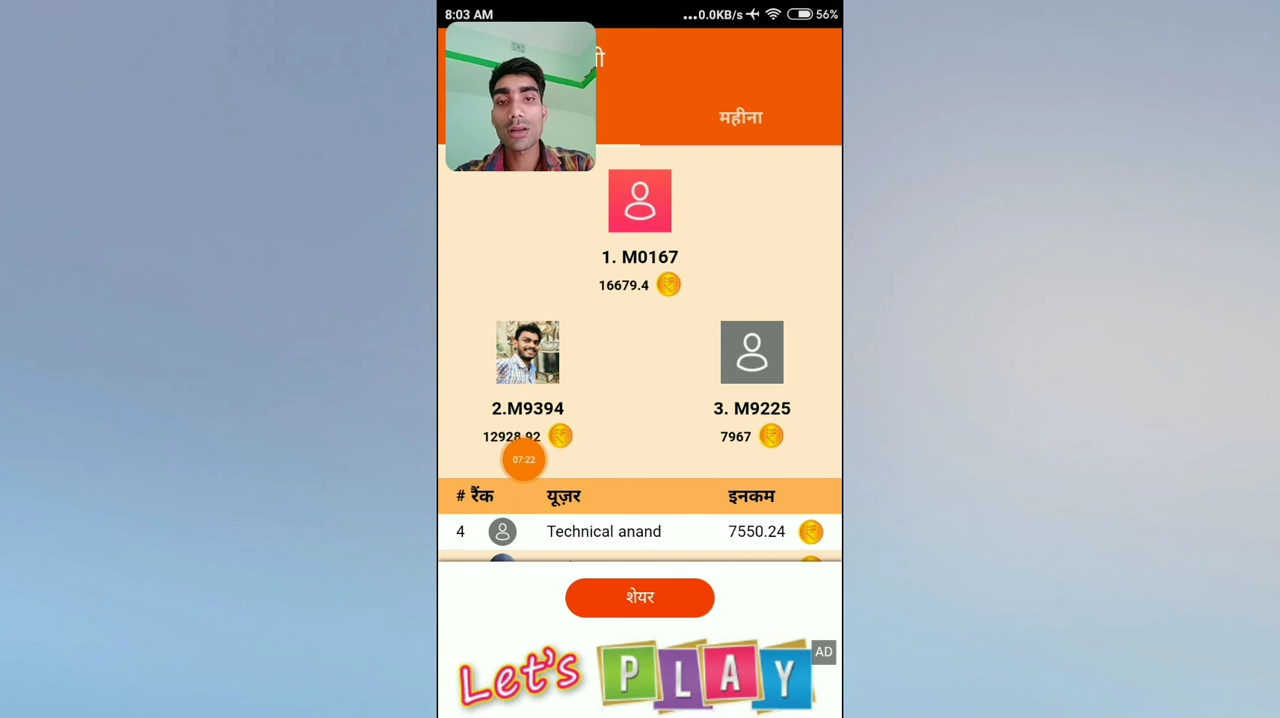 8:03 AM
...0.0KB/s 56%
महीना
1. M0167
16679.4
2.M9394
3. M9225
12928.92
7967
07:22
# रैंक यूज़र इनकम
4 Technical anand 7550.24
शेयर
Let's PLAY
AD